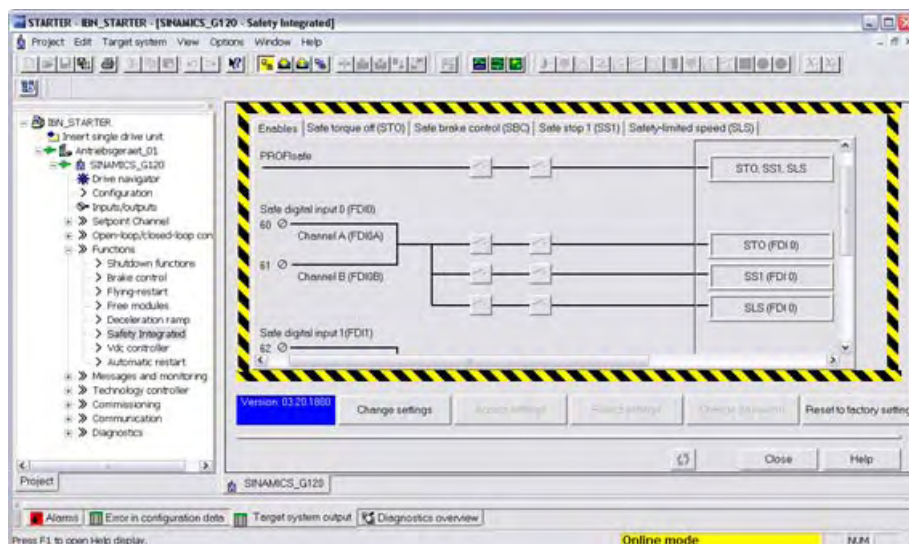 STARTER - IBN_STARTER - [SINAMICS_G120 - Safety Integrated]
Project Edit Target system View Options Window Help
IBN_STARTER
Insert single drive unit
Antriebsgeraet_01
SINAMICS_G120
Drive navigator
Configuration
Inputs/outputs
Setpoint Channel
Open-loop/closed-loop con
Functions
Shutdown functions
Brake control
Flying-restart
Free modules
Deceleration ramp
Safety Integrated
Vdc controller
Automatic restart
Messages and monitoring
Technology controller
Commissioning
Communication
Diagnostics
Project
Enables Safe torque off (STO) Safe brake control (SBC) Safe stop 1 (SS1) Safety-limited speed (SLS)
PROFIsafe
STO, SS1, SLS
Safe digital input 0 (FDI0)
60
Channel A (FDI0A)
STO (FDI 0)
61
Channel B (FDI0B)
SS1 (FDI 0)
SLS (FDI 0)
Safe digital input 1(FDI1)
62
Version: 03.20.1800 Change settings Accept settings Reject settings Change password Reset to factory setting
Close Help
SINAMICS_G120
Alarms Error in configuration data Target system output Diagnostics overview
Press F1 to open Help display. Online mode NUM